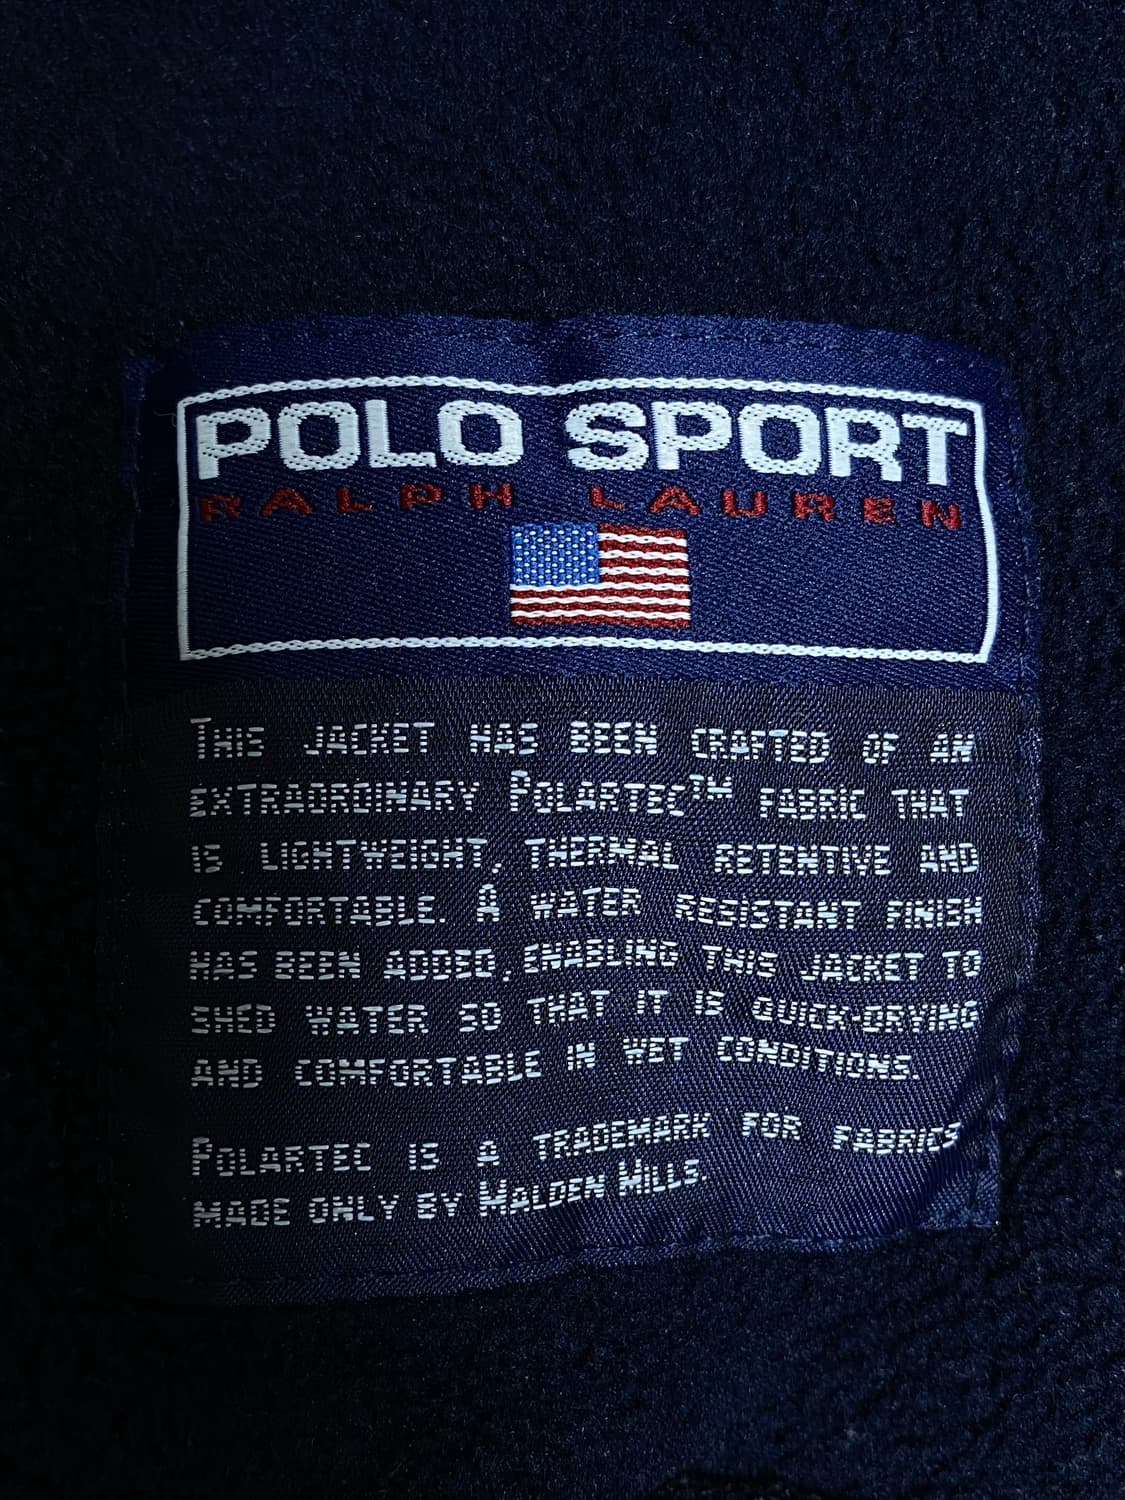 POLO SPORT
RALPH LAUREN
THIS JACKET HAS BEEN CRAFTED OF AN
EXTRAORDINARY POLARTEC™ FABRIC THAT
IS LIGHTWEIGHT, THERMAL RETENTIVE AND
COMFORTABLE. A WATER RESISTANT FINISH
HAS BEEN ADDED, ENABLING THIS JACKET TO
SHED WATER SO THAT IT IS QUICK-DRYING
AND COMFORTABLE IN WET CONDITIONS.
POLARTEC IS A TRADEMARK FOR FABRICS
MADE ONLY BY MALDEN MILLS.